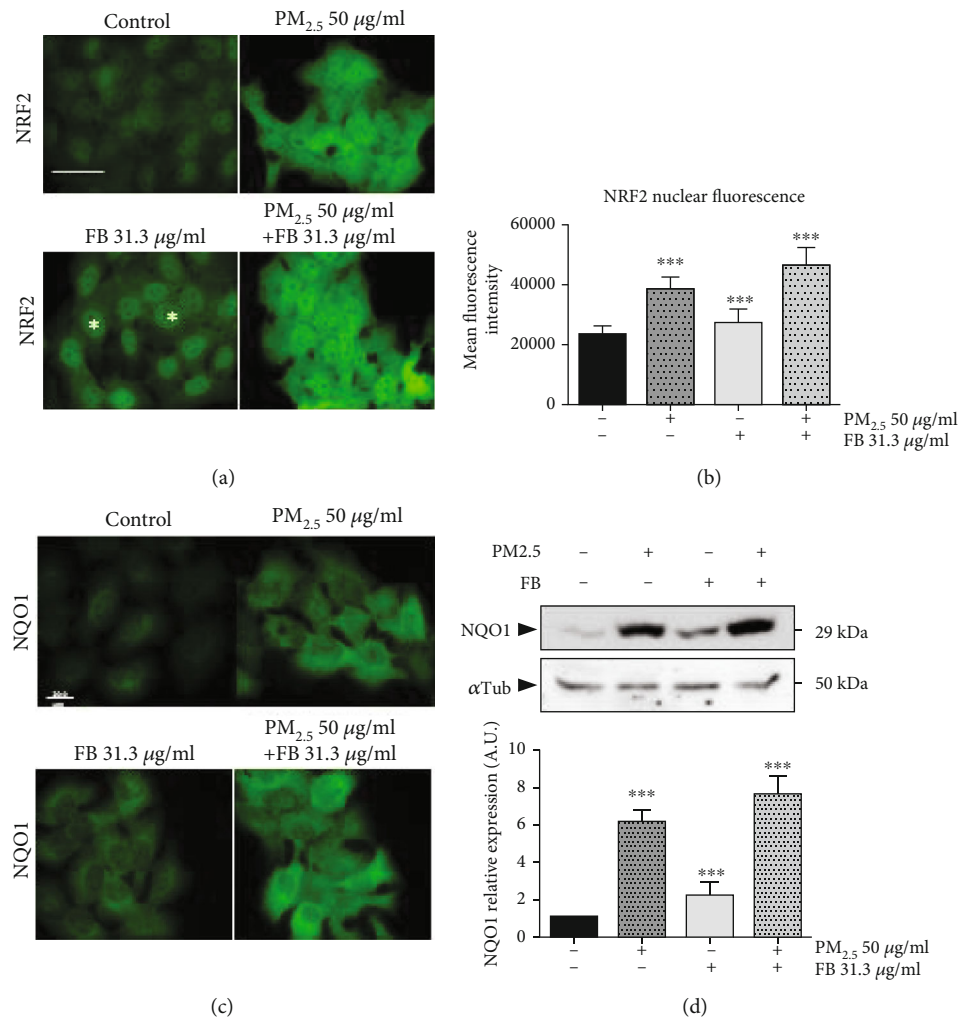 Control
PM2.5 50 μg/ml
NRF2
FB 31.3 μg/ml
PM2.5 50 μg/ml
+FB 31.3 μg/ml
NRF2
(a)
NRF2 nuclear fluorescence
Mean fluorescence
intemsity
60000
40000
20000
0
***
***
***
– + – +
PM2.5 50 μg/ml
– – + +
FB 31.3 μg/ml
(b)
Control
PM2.5 50 μg/ml
NQO1
FB 31.3 μg/ml
PM2.5 50 μg/ml
+FB 31.3 μg/ml
NQO1
(c)
PM2.5 – + – +
FB – – + +
NQO1
29 kDa
αTub
50 kDa
NQO1 relative expression (A.U.)
10
8
6
4
2
0
***
***
***
– + – +
PM2.5 50 μg/ml
– – + +
FB 31.3 μg/ml
(d)